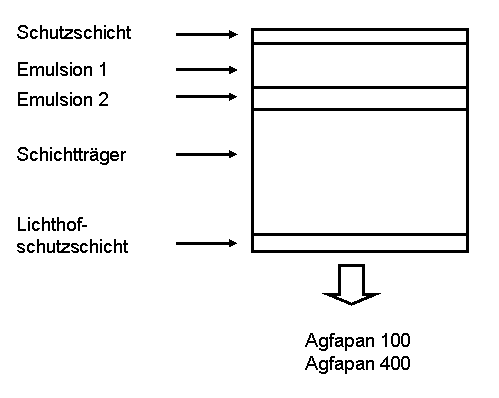 Schutzschicht
Emulsion 1
Emulsion 2
Schichtträger
Lichthof-
schutzschicht
Agfapan 100
Agfapan 400